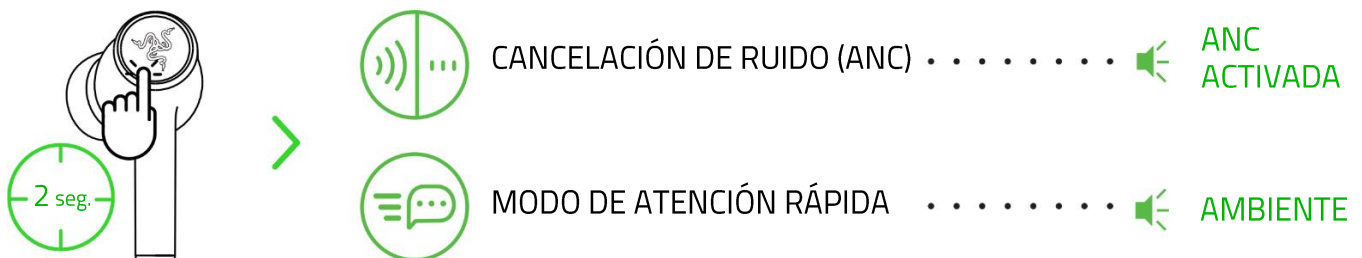 CANCELACIÓN DE RUIDO (ANC)
ANC
ACTIVADA
2 seg.
MODO DE ATENCIÓN RÁPIDA
AMBIENTE